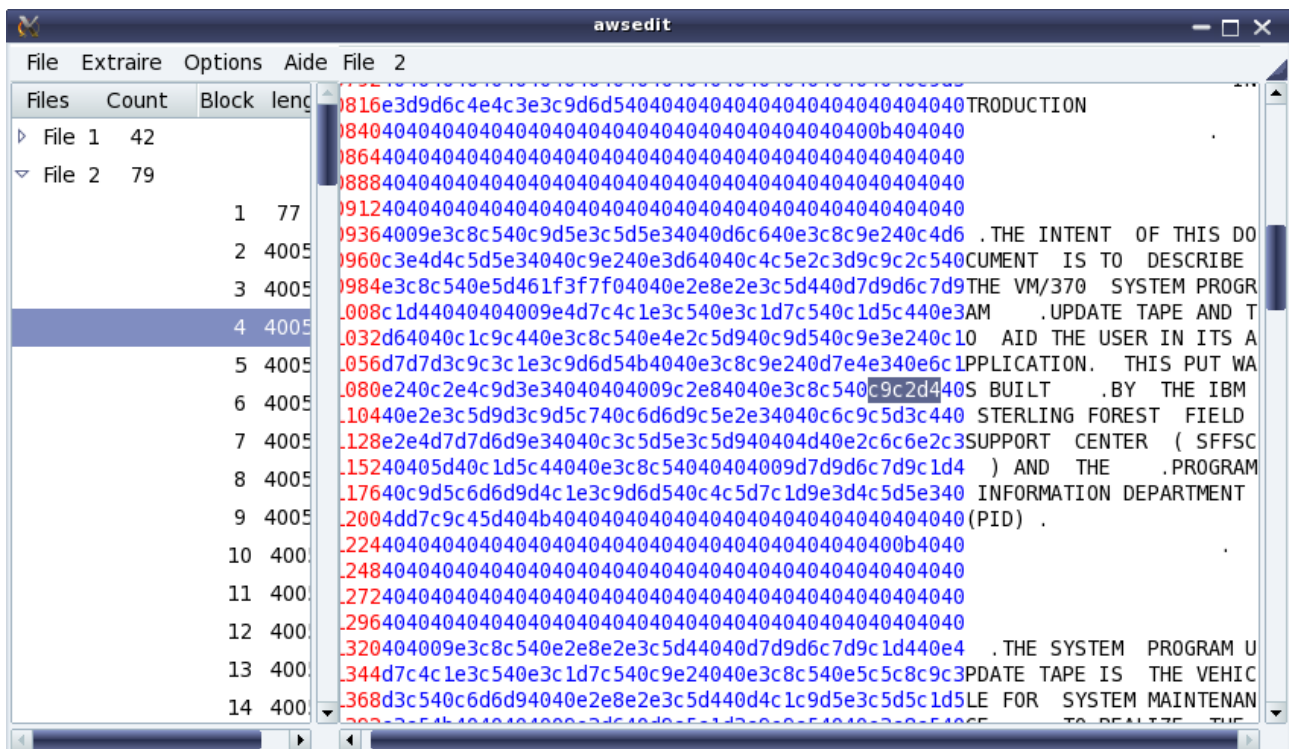 awsedit
File Extraire Options Aide File 2
Files Count Block leng
File 1 42
File 2 79
1 77
2 4005
3 4005
4 4005
5 4005
6 4005
7 4005
8 4005
9 4005
10 400
11 400
12 400
13 400
14 400
0816e3d9d6c4e4c3e3c9d6d54040404040404040404040404040TRODUCTION
0840404040404040404040404040404040404040400b404040 .
0864404040404040404040404040404040404040404040404040
0888404040404040404040404040404040404040404040404040
0912404040404040404040404040404040404040404040404040
09364009e3c8c540c9d5e3c5d5e34040d6c640e3c8c9e240c4d6 .THE INTENT OF THIS DO
0960c3e4d4c5d5e34040c9e240e3d64040c4c5e2c3d9c9c2c540CUMENT IS TO DESCRIBE
0984e3c8c540e5d461f3f7f04040e2e8e2e3c5d440d7d9d6c7d9THE VM/370 SYSTEM PROGR
1008c1d44040404009e4d7c4c1e3c540e3c1d7c540c1d5c440e3AM .UPDATE TAPE AND T
1032d64040c1c9c440e3c8c540e4e2c5d940c9d540c9e3e240c1O AID THE USER IN ITS A
1056d7d7d3c9c3c1e3c9d6d54b4040e3c8c9e240d7e4e340e6c1PPLICATION. THIS PUT WA
1080e240c2e4c9d3e34040404009c2e84040e3c8c540c9c2d440S BUILT .BY THE IBM
110440e2e3c5d9d3c9d5c740c6d6d9c5e2e34040c6c9c5d3c440 STERLING FOREST FIELD
1128e2e4d7d7d6d9e34040c3c5d5e3c5d940404d40e2c6c6e2c3SUPPORT CENTER ( SFFSC
115240405d40c1d5c44040e3c8c54040404009d7d9d6c7d9c1d4 ) AND THE .PROGRAM
117640c9d5c6d6d9d4c1e3c9d6d540c4c5d7c1d9e3d4c5d5e340 INFORMATION DEPARTMENT
12004dd7c9c45d404b4040404040404040404040404040404040(PID) .
1224404040404040404040404040404040404040400b4040 .
1248404040404040404040404040404040404040404040404040
1272404040404040404040404040404040404040404040404040
1296404040404040404040404040404040404040404040404040
1320404009e3c8c540e2e8e2e3c5d44040d7d9d6c7d9c1d440e4 .THE SYSTEM PROGRAM U
1344d7c4c1e3c540e3c1d7c540c9e24040e3c8c540e5c5c8c9c3PDATE TAPE IS THE VEHIC
1368d3c540c6d6d94040e2e8e2e3c5d440d4c1c9d5e3c5d5c1d5LE FOR SYSTEM MAINTENAN